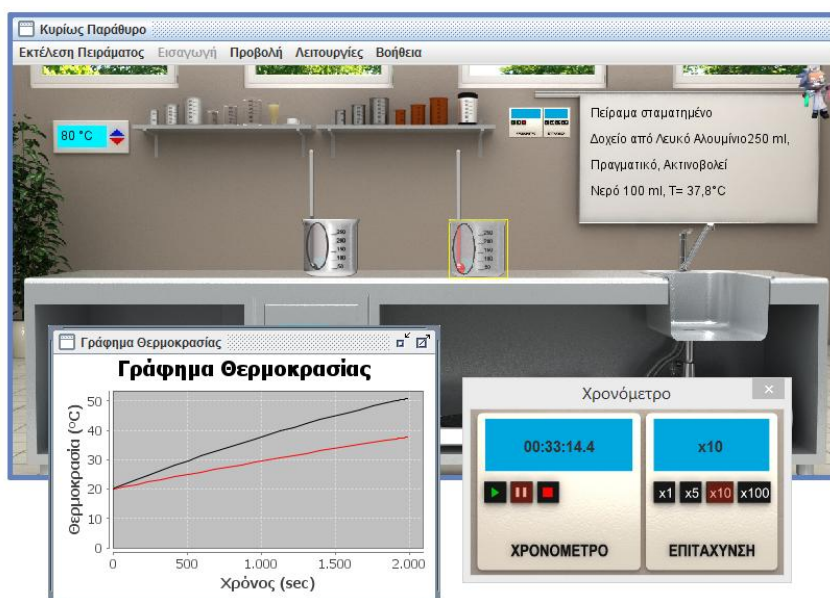 Κυρίως Παράθυρο
Εκτέλεση Πειράματος Εισαγωγή Προβολή Λειτουργίες Βοήθεια
80 °C
Πείραμα σταματημένο
Δοχείο από Λευκό Αλουμίνιο250 ml,
Πραγματικό, Ακτινοβολεί
Νερό 100 ml, T= 37,8°C
Γράφημα Θερμοκρασίας
Γράφημα Θερμοκρασίας
Θερμοκρασία (°C)
50
40
30
20
10
0
0 500 1.000 1.500 2.000
Χρόνος (sec)
Χρονόμετρο
00:33:14.4 x10
x1 x5 x10 x100
ΧΡΟΝΟΜΕΤΡΟ ΕΠΙΤΑΧΥΝΣΗ